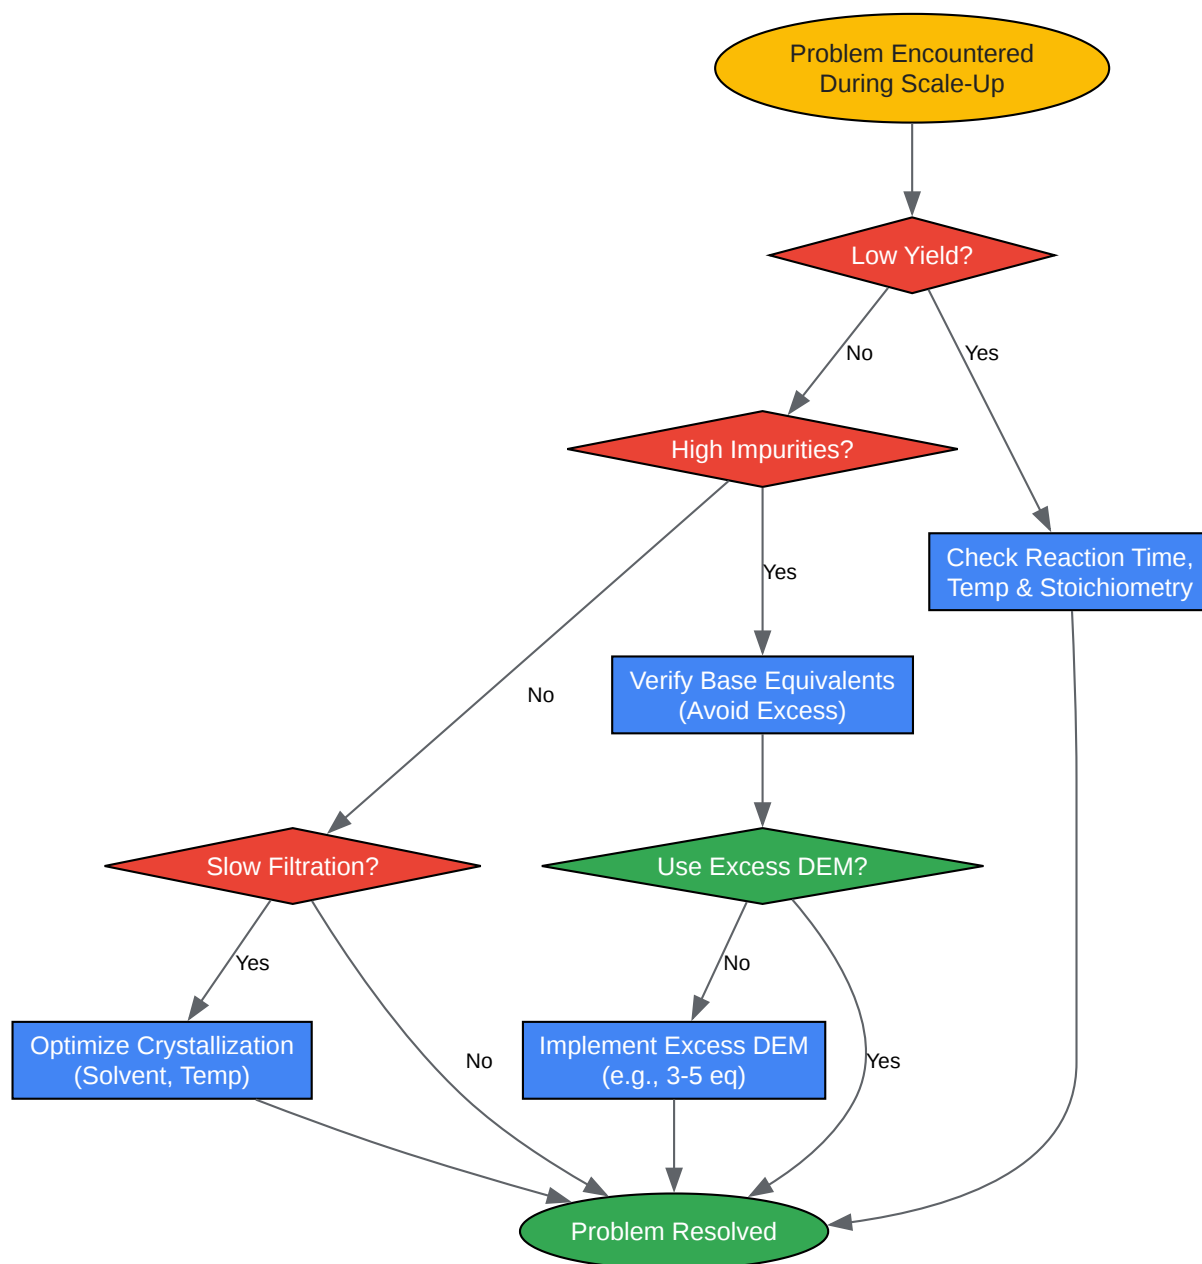 Problem Encountered
During Scale-Up
Low Yield?
No
Yes
High Impurities?
Check Reaction Time,
Temp & Stoichiometry
Yes
No
Verify Base Equivalents
(Avoid Excess)
Slow Filtration?
Use Excess DEM?
Yes
No
Optimize Crystallization
(Solvent, Temp)
No
Implement Excess DEM
(e.g., 3-5 eq)
Yes
Problem Resolved